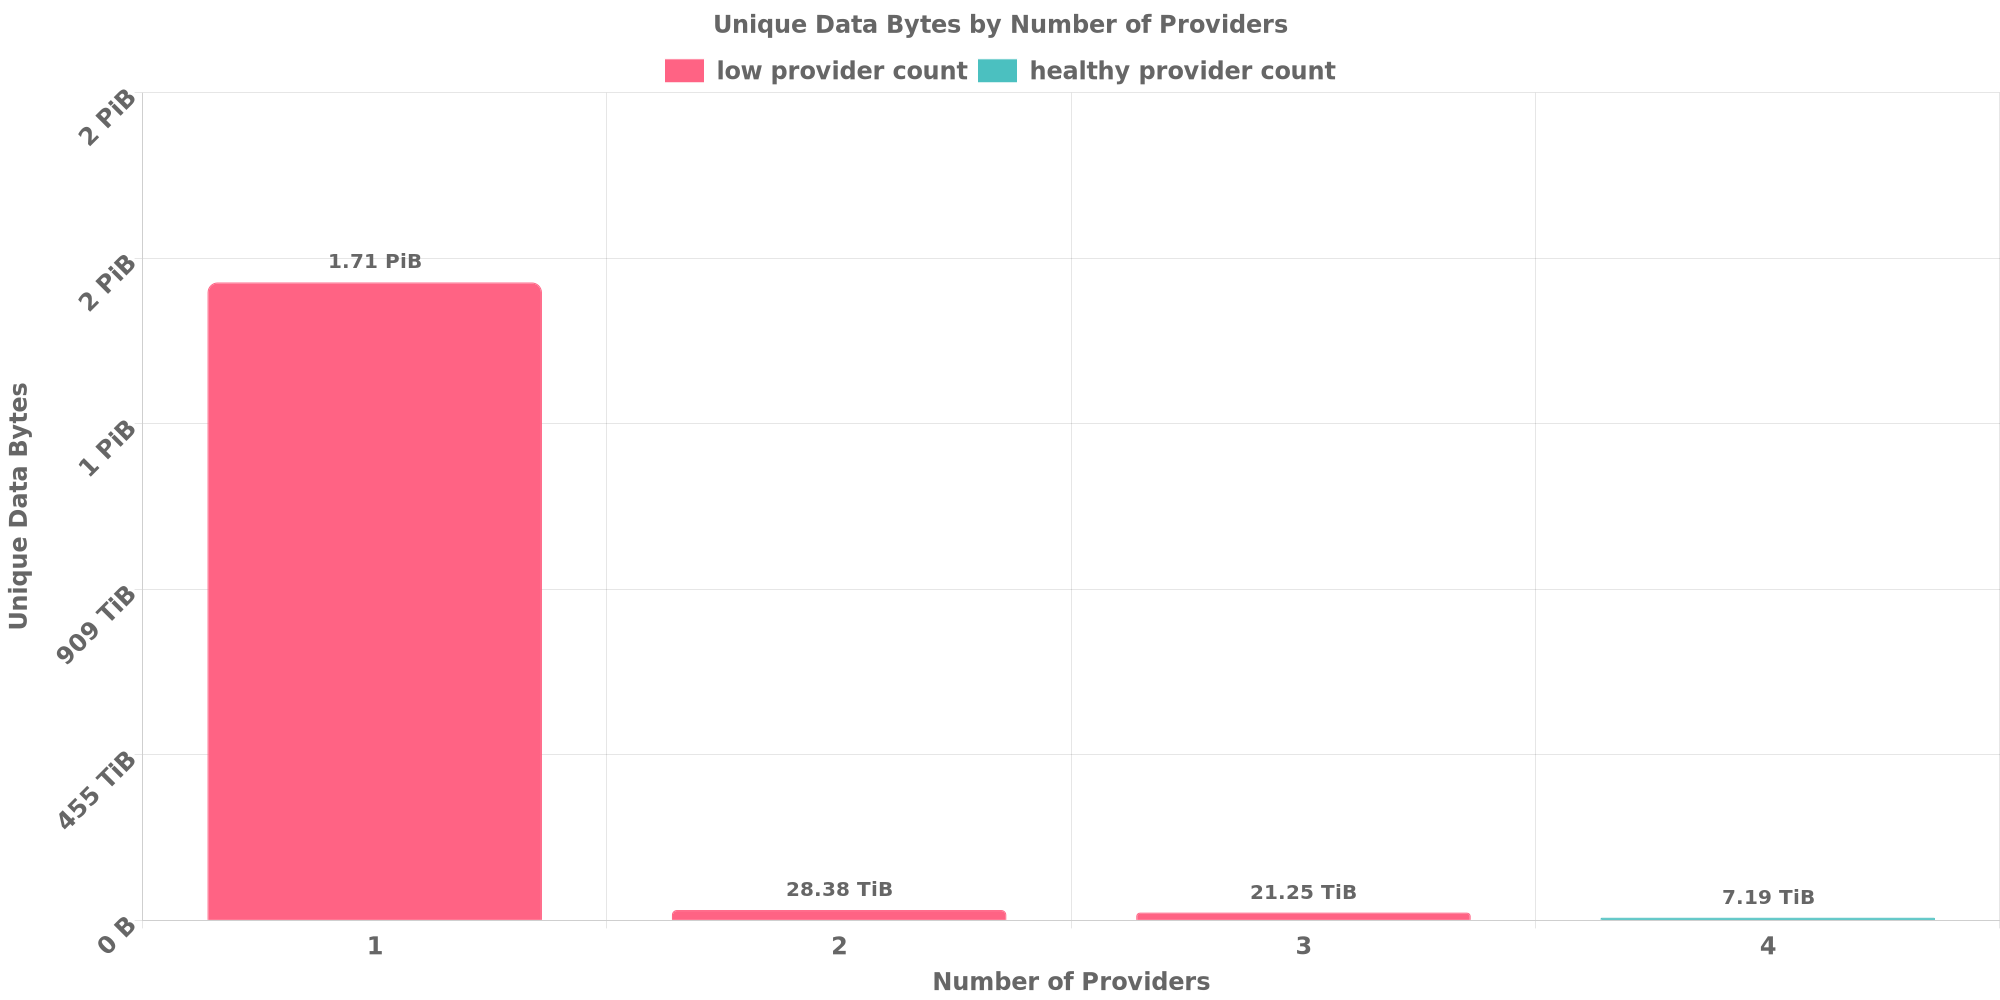 Unique Data Bytes by Number of Providers
low provider count healthy provider count
2 PiB
2 PiB
1 PiB
909 TiB
455 TiB
0 B
Unique Data Bytes
1.71 PiB
28.38 TiB
21.25 TiB
7.19 TiB
1 2 3 4
Number of Providers